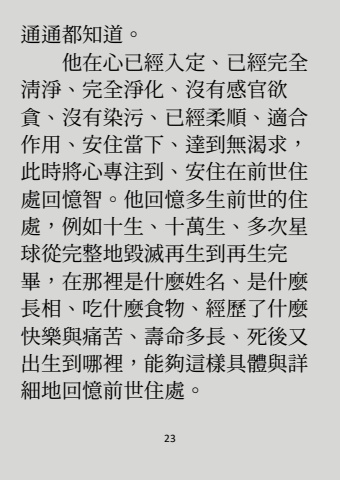 通通都知道。
他在心已經入定、已經完全
清淨、完全淨化、沒有感官欲
貪、沒有染污、已經柔順、適合
作用、安住當下、達到無渴求，
此時將心專注到、安住在前世住
處回憶智。他回憶多生前世的住
處，例如十生、十萬生、多次星
球從完整地毀滅再生到再生完
畢，在那裡是什麼姓名、是什麼
長相、吃什麼食物、經歷了什麼
快樂與痛苦、壽命多長、死後又
出生到哪裡，能夠這樣具體與詳
細地回憶前世住處。
23